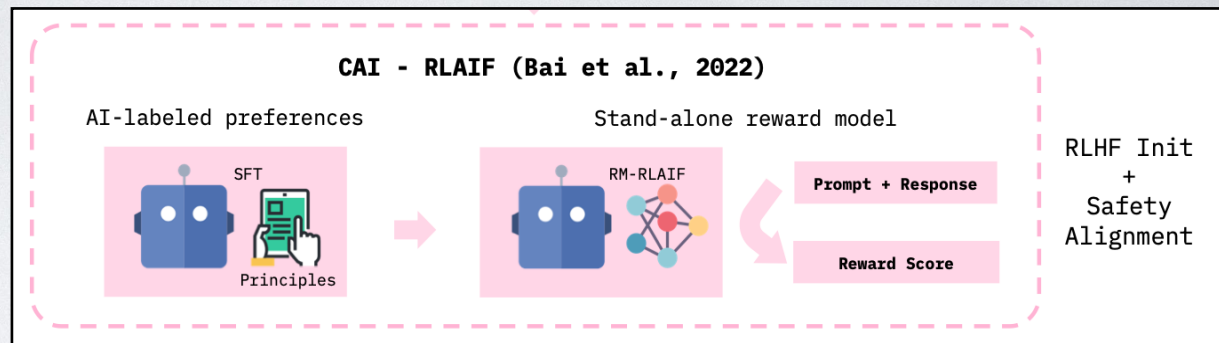 CAI - RLAIF (Bai et al., 2022)
AI-labeled preferences
SFT
Principles
Stand-alone reward model
RM-RLAIF
Prompt + Response
Reward Score
RLHF Init
+
Safety
Alignment